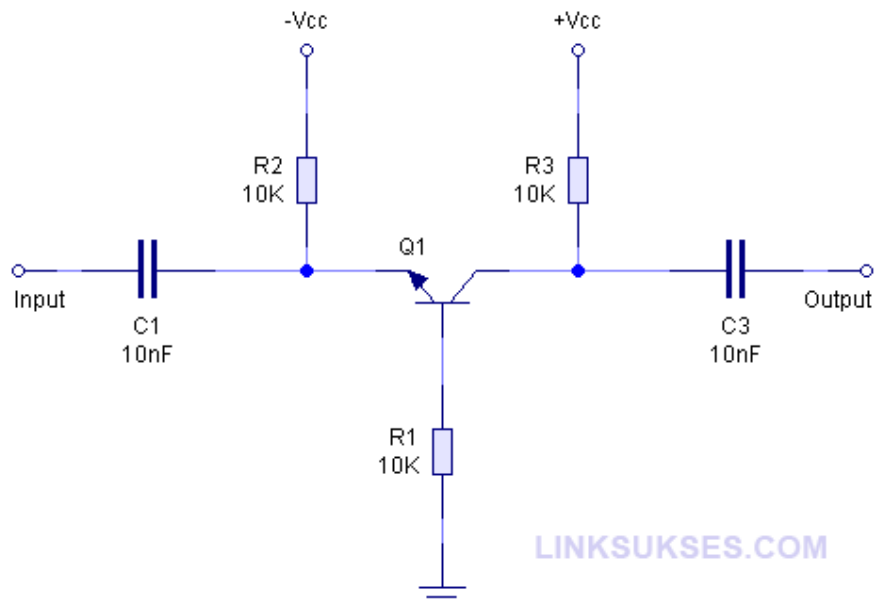 -Vcc
+Vcc
R2
10K
R3
10K
Q1
Input
Output
C1
10nF
C3
10nF
R1
10K
LINKSUKSES.COM